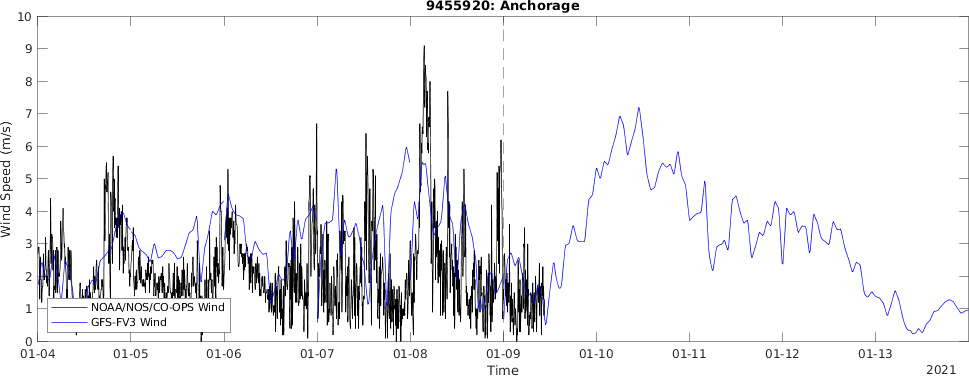 9455920: Anchorage
Wind Speed (m/s)
10
9
8
7
6
5
4
3
2
1
0
NOAA/NOS/CO-OPS Wind
GFS-FV3 Wind
01-04 01-05 01-06 01-07 01-08 01-09 01-10 01-11 01-12 01-13
Time
2021